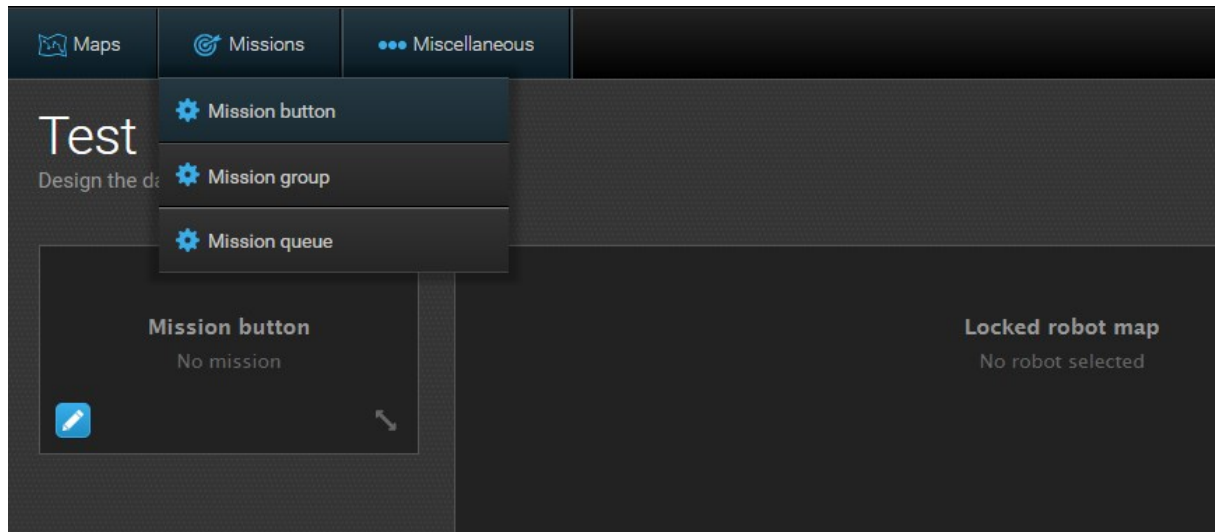 Maps
Missions
Miscellaneous
Mission button
Test
Design the da
Mission group
Mission queue
Mission button
No mission
Locked robot map
No robot selected